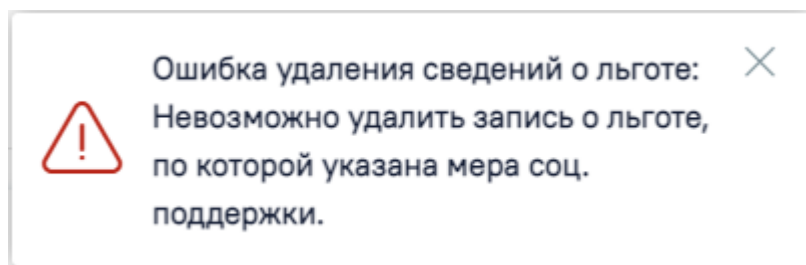 Ошибка удаления сведений о льготе:
Невозможно удалить запись о льготе,
по которой указана мера соц.
поддержки.